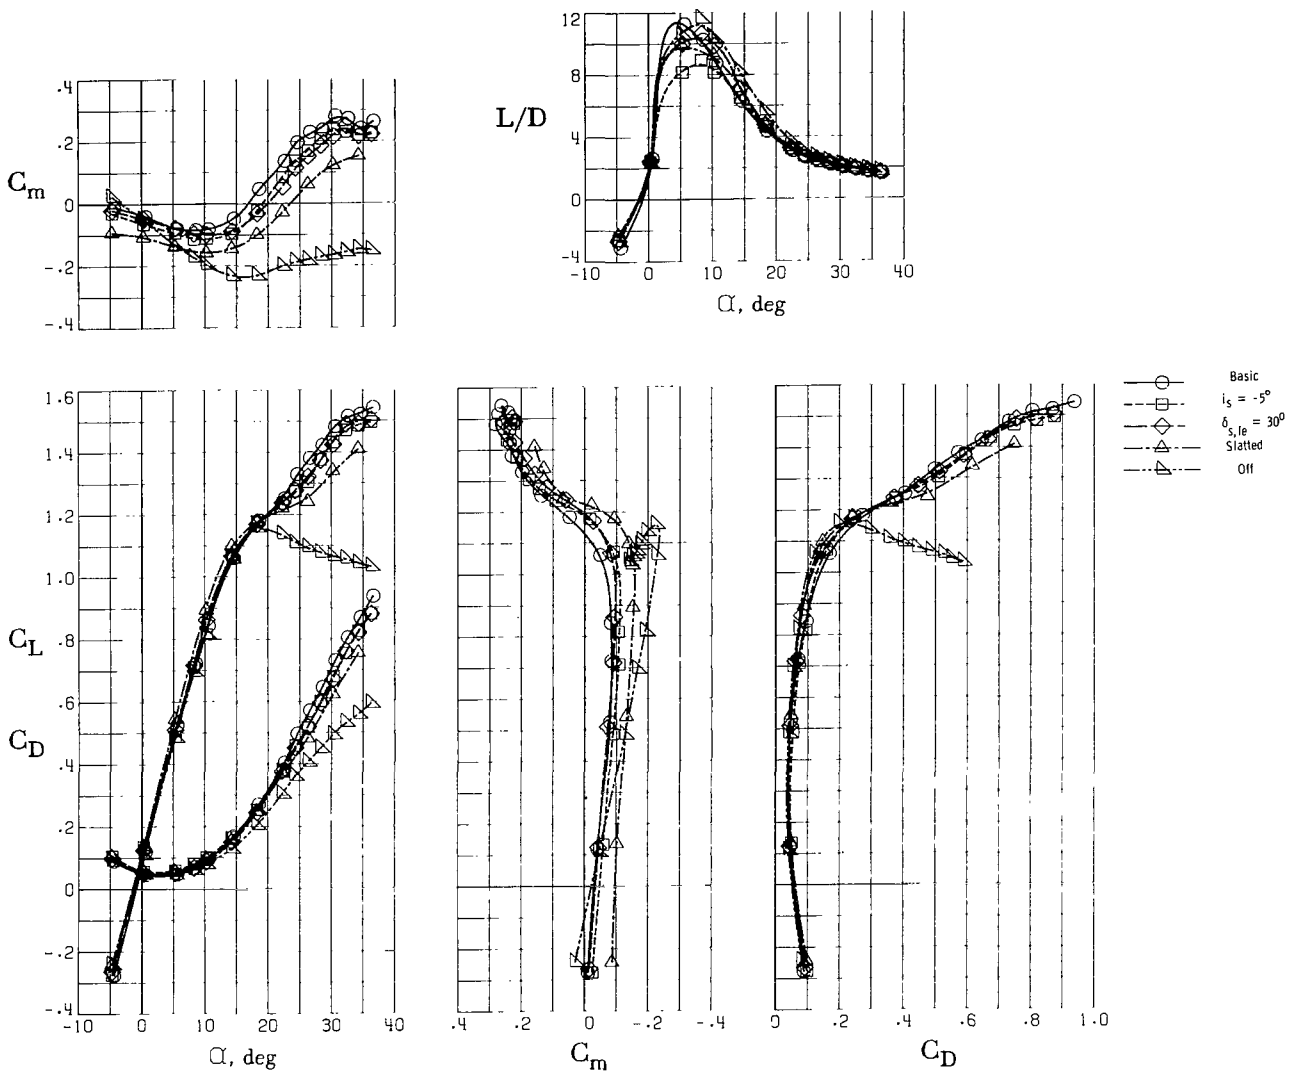 12
8
4
0
-4
-10 0 10 20 30 40
L/D
α, deg
.4
.2
0
-.2
-.4
C_m
1.6
1.4
1.2
1.0
.8
.6
.4
.2
0
-.2
-.4
C_L
C_D
-10 0 10 20 30 40
α, deg
.4 .2 0 -.2 -.4
C_m
0 .2 .4 .6 .8 1.0
C_D
Basic
i_s = -5°
δ_s,le = 30°
Slatted
Off